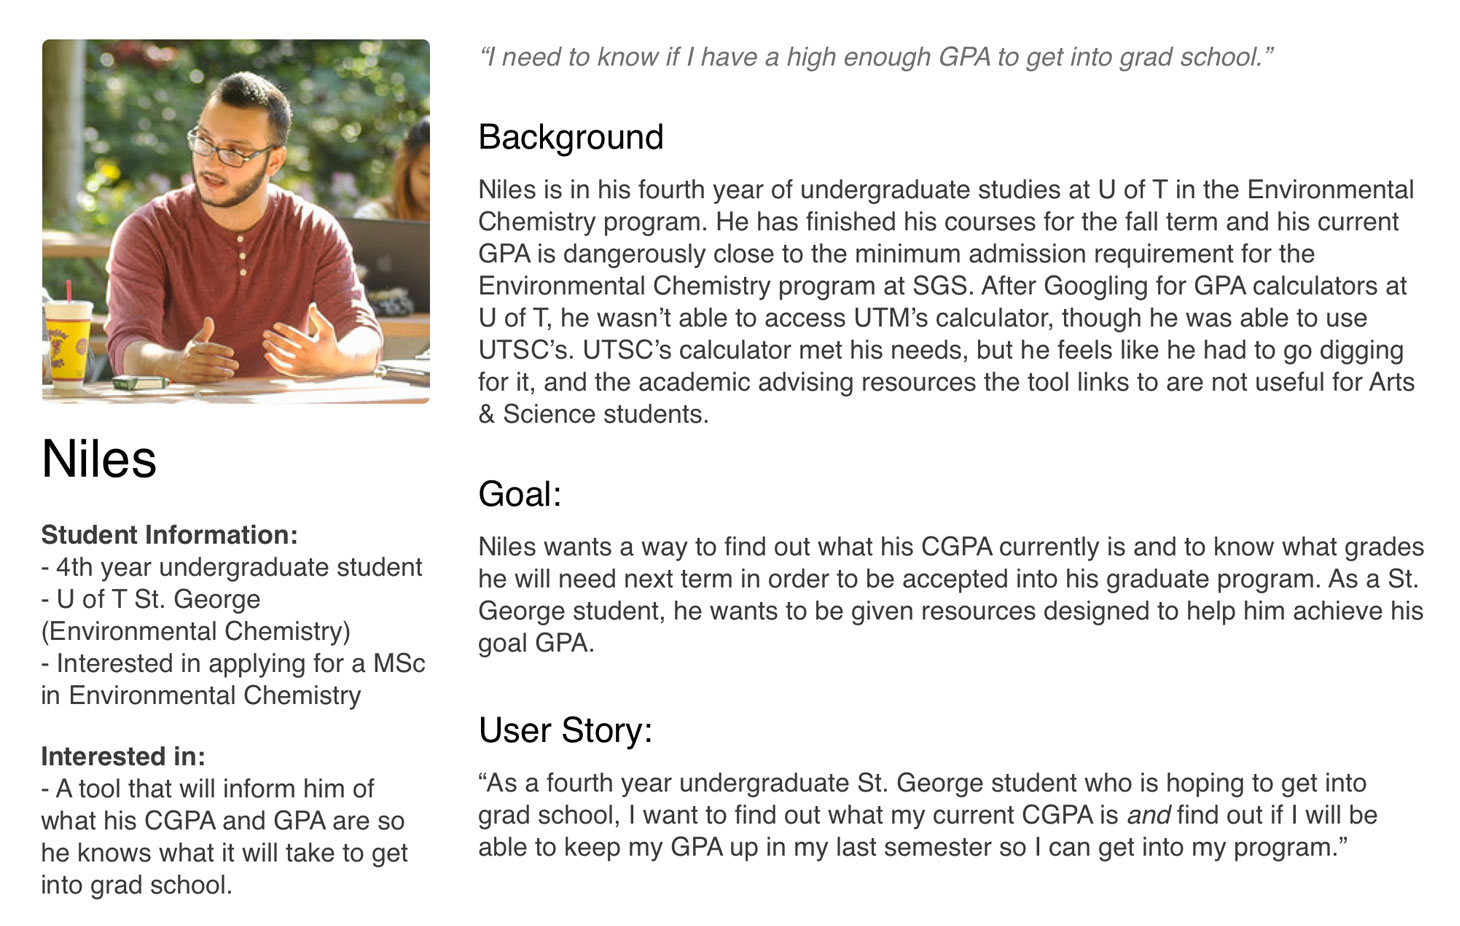 “I need to know if I have a high enough GPA to get into grad school.”
Background
Niles is in his fourth year of undergraduate studies at U of T in the Environmental
Chemistry program. He has finished his courses for the fall term and his current
GPA is dangerously close to the minimum admission requirement for the
Environmental Chemistry program at SGS. After Googling for GPA calculators at
U of T, he wasn’t able to access UTM’s calculator, though he was able to use
UTSC’s. UTSC’s calculator met his needs, but he feels like he had to go digging
for it, and the academic advising resources the tool links to are not useful for Arts
& Science students.
Goal:
Niles wants a way to find out what his CGPA currently is and to know what grades
he will need next term in order to be accepted into his graduate program. As a St.
George student, he wants to be given resources designed to help him achieve his
goal GPA.
User Story:
“As a fourth year undergraduate St. George student who is hoping to get into
grad school, I want to find out what my current CGPA is and find out if I will be
able to keep my GPA up in my last semester so I can get into my program.”
Niles
Student Information:
- 4th year undergraduate student
- U of T St. George
(Environmental Chemistry)
- Interested in applying for a MSc
in Environmental Chemistry
Interested in:
- A tool that will inform him of
what his CGPA and GPA are so
he knows what it will take to get
into grad school.